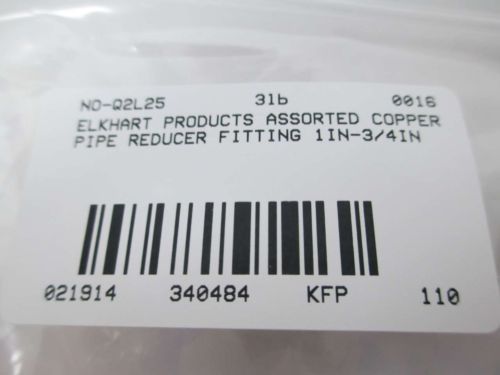 NO-Q2L25 3lb 0016
ELKHART PRODUCTS ASSORTED COPPER
PIPE REDUCER FITTING 1IN-3/4IN
021914 340484 KFP 110